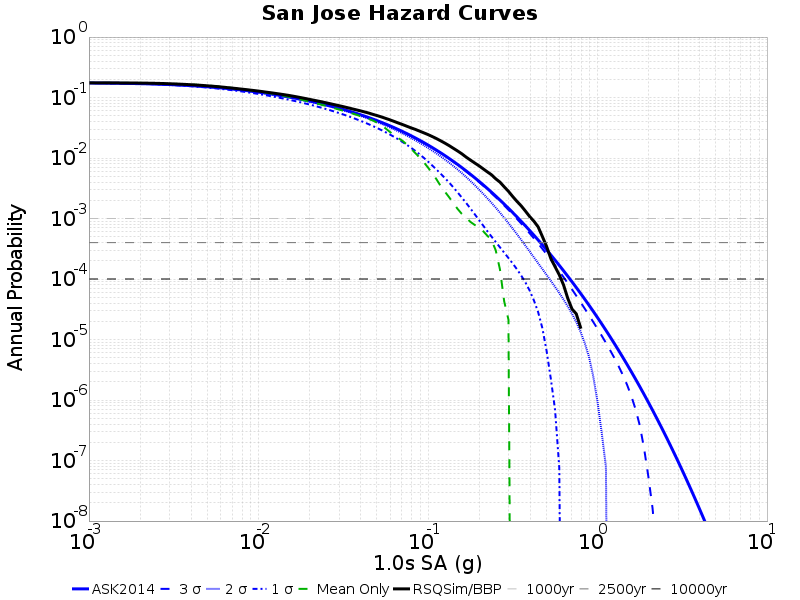 San Jose Hazard Curves
10^0
10^-1
10^-2
10^-3
10^-4
10^-5
10^-6
10^-7
10^-8
Annual Probability
10^-3 10^-2 10^-1 10^0 10^1
1.0s SA (g)
ASK2014 3 σ 2 σ 1 σ Mean Only RSQSim/BBP 1000yr 2500yr 10000yr